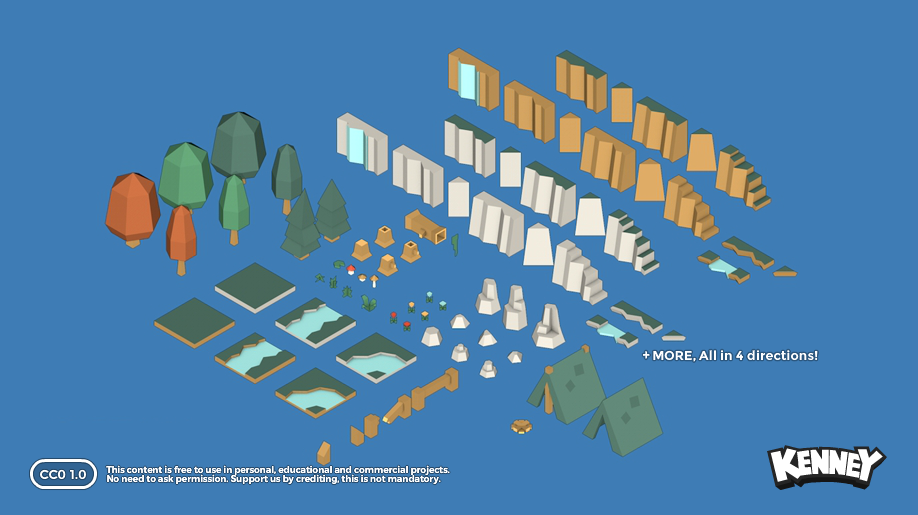 + MORE, All in 4 directions!
CC0 1.0
This content is free to use in personal, educational and commercial projects.
No need to ask permission. Support us by crediting, this is not mandatory.
KENNEY